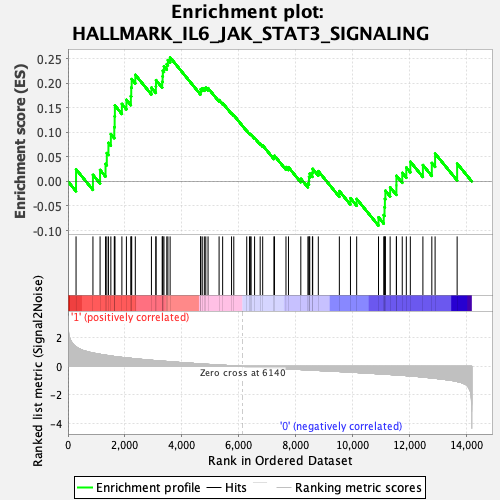 Enrichment plot:
HALLMARK_IL6_JAK_STAT3_SIGNALING
Enrichment score (ES)
0.25
0.20
0.15
0.10
0.05
0.00
-0.05
-0.10
'1' (positively correlated)
Ranked list metric (Signal2Noise)
2
0
-2
-4
Zero cross at 6140
'0' (negatively correlated)
0
2,000
4,000
6,000
8,000
10,000
12,000
14,000
Rank in Ordered Dataset
Enrichment profile
Hits
Ranking metric scores